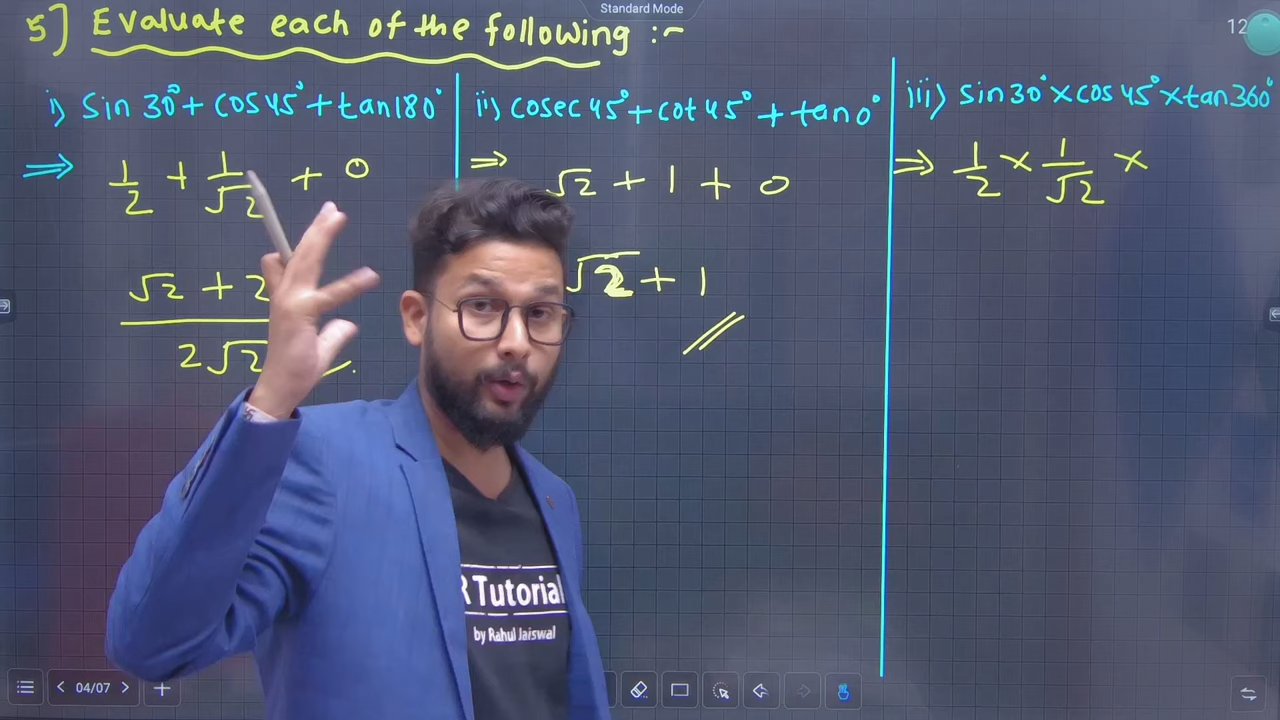 Standard Mode
12
5] Evaluate each of the following :-
i) Sin 30° + cos 45° + tan 180°
⇒ 1/2 + 1/√2 + 0
√2 + 2
2√2
ii) cosec 45° + cot 45° + tan 0°
⇒ √2 + 1 + 0
√2 + 1
iii) sin 30° × cos 45° × tan 360°
⇒ 1/2 × 1/√2 ×
R Tutorial
by Rahul Jaiswal
04/07